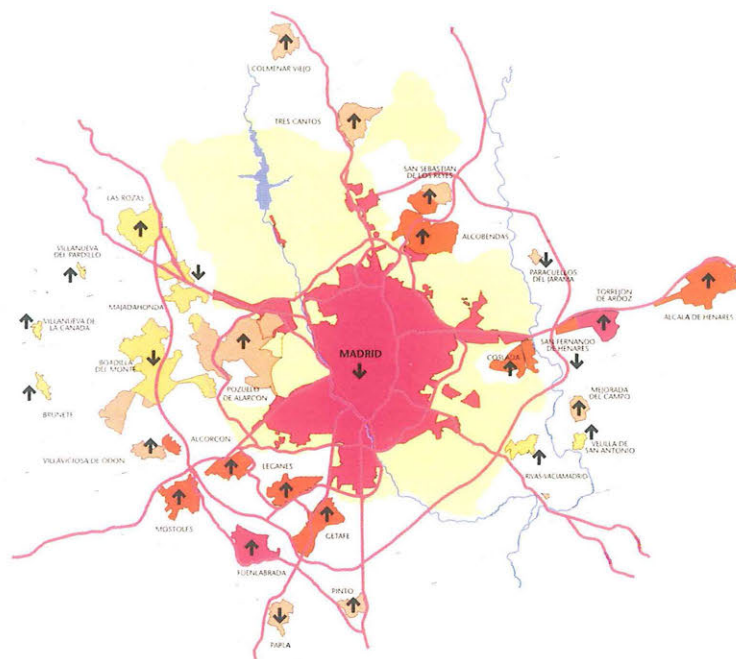 COLMENAR VIEJO
TRES CANTOS
SAN SEBASTIAN
DE LOS REYES
LAS ROZAS
ALCOBENDAS
VILLANUEVA
DEL PARDILLO
PARACUELLOS
DEL JARAMA
TORREJON
DE ARDOZ
ALCALA DE HENARES
MAJADAHONDA
VILLANUEVA DE
LA CANADA
SAN FERNANDO
DE HENARES
MADRID
COSLADA
BOADILLA
DEL MONTE
POZUELO
DE ALARCON
MEJORADA
DEL CAMPO
BRUNETE
VELILLA DE
SAN ANTONIO
ALCORCON
VILLAVICIOSA DE ODON
LEGANES
RIVAS-VACIAMADRID
MOSTOLES
GETAFE
FUENLABRADA
PINTO
PARLA